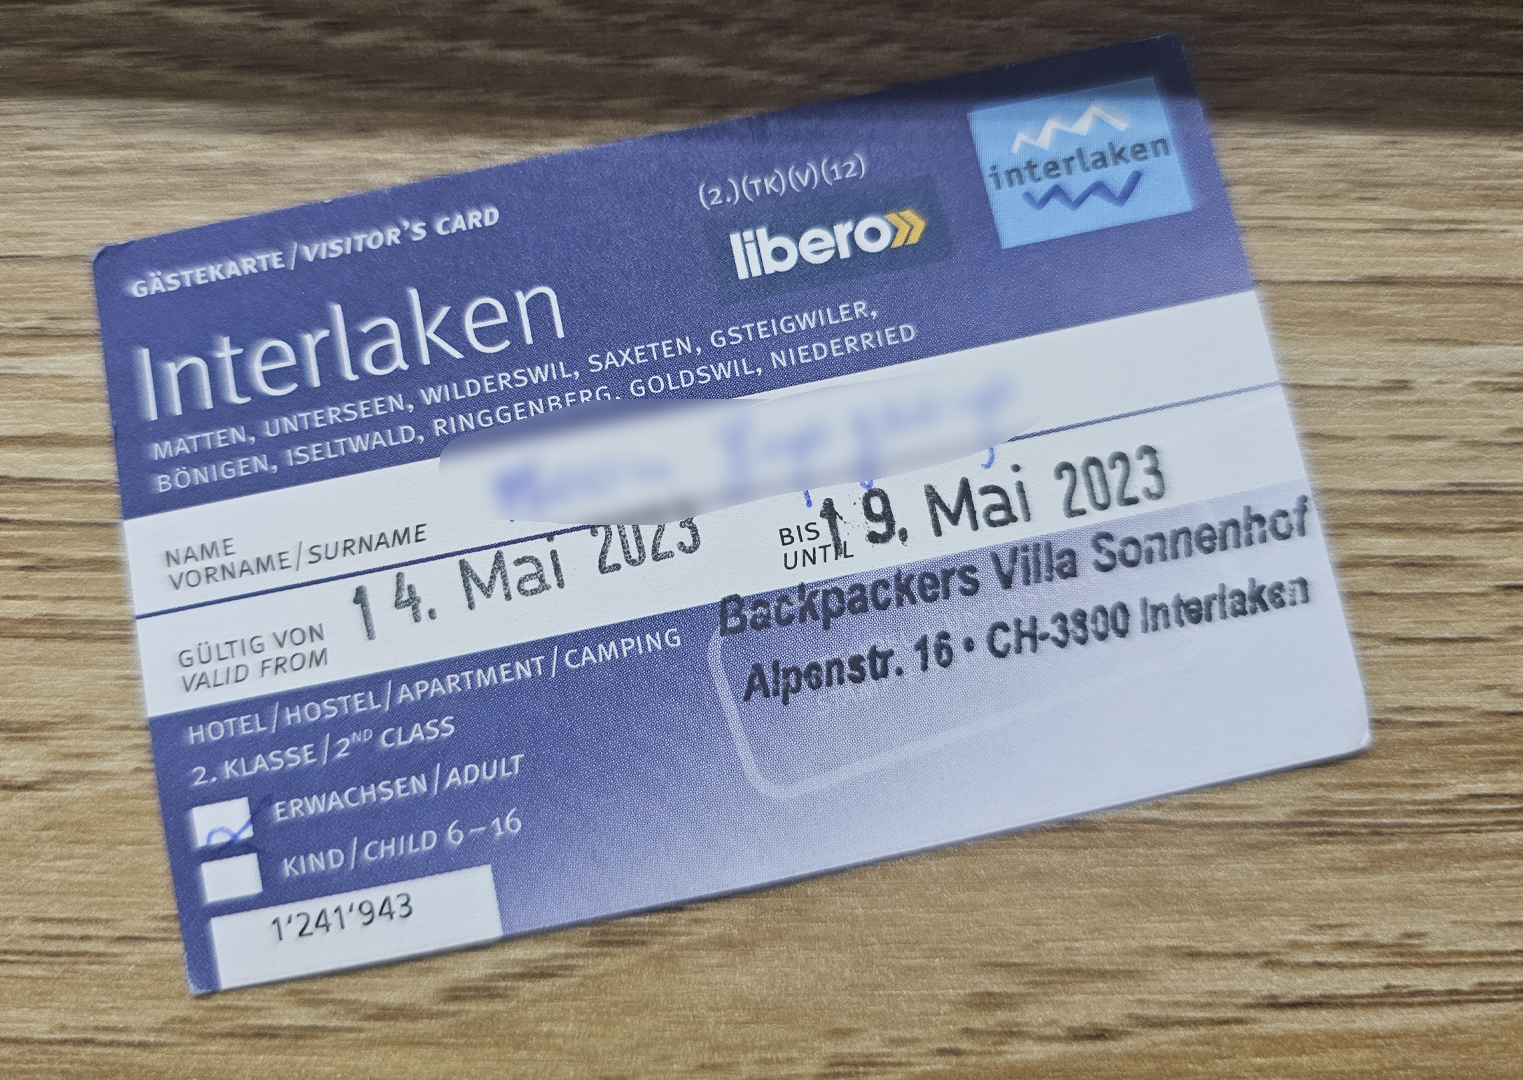 GÄSTEKARTE/VISITOR'S CARD
(2.)(TK)(V)(12)
libero
interlaken
Interlaken
MATTEN, UNTERSEEN, WILDERSWIL, SAXETEN, GSTEIGWILER,
BÖNIGEN, ISELTWALD, RINGGENBERG, GOLDSWIL, NIEDERRIED
NAME
VORNAME/SURNAME
GÜLTIG VON
VALID FROM
14. Mai 2023
BIS
UNTIL
19. Mai 2023
HOTEL/HOSTEL/APARTMENT/CAMPING
Backpackers Villa Sonnenhof
Alpenstr. 16 • CH-3800 Interlaken
2. KLASSE/2ND CLASS
ERWACHSEN/ADULT
KIND/CHILD 6–16
1'241'943